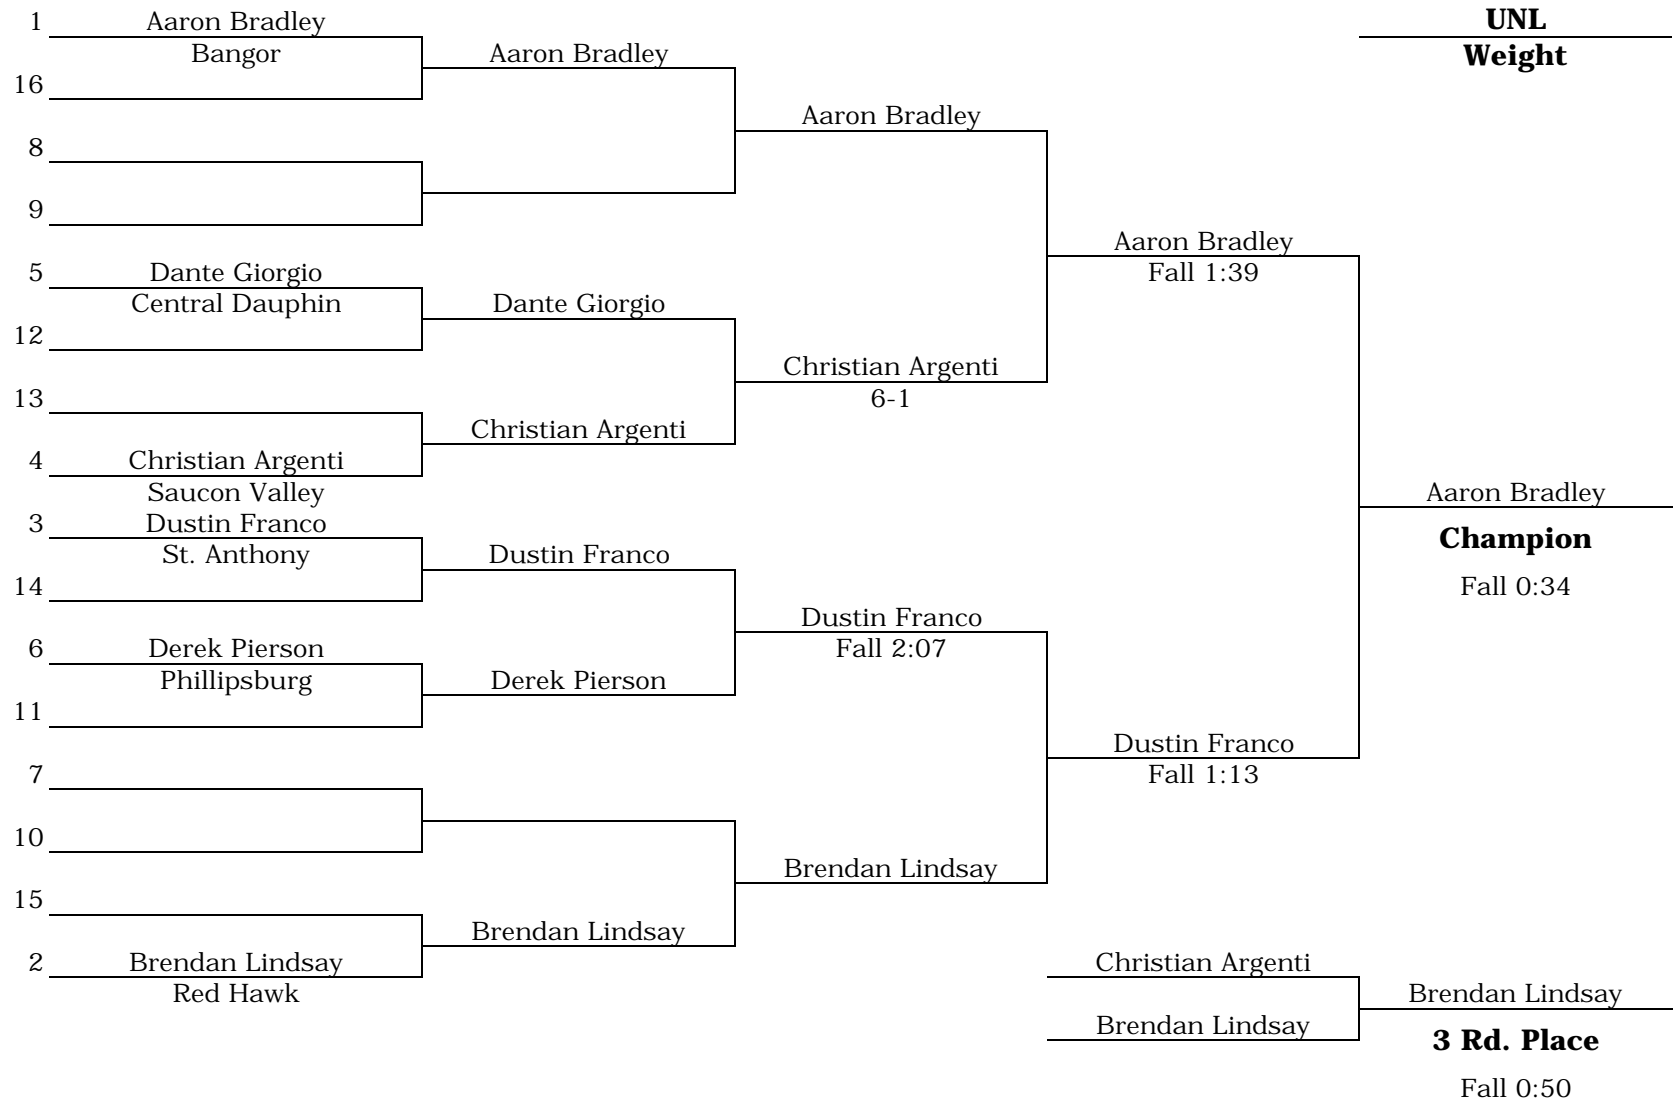 UNL
Weight
1 Aaron Bradley
Bangor
16
8
9
5 Dante Giorgio
Central Dauphin
12
13
4 Christian Argenti
Saucon Valley
3 Dustin Franco
St. Anthony
14
6 Derek Pierson
Phillipsburg
11
7
10
15
2 Brendan Lindsay
Red Hawk
Aaron Bradley
Dante Giorgio
Christian Argenti
Dustin Franco
Derek Pierson
Brendan Lindsay
Aaron Bradley
Christian Argenti
6-1
Dustin Franco
Fall 2:07
Brendan Lindsay
Aaron Bradley
Fall 1:39
Dustin Franco
Fall 1:13
Aaron Bradley
Champion
Fall 0:34
Christian Argenti
Brendan Lindsay
Brendan Lindsay
3 Rd. Place
Fall 0:50